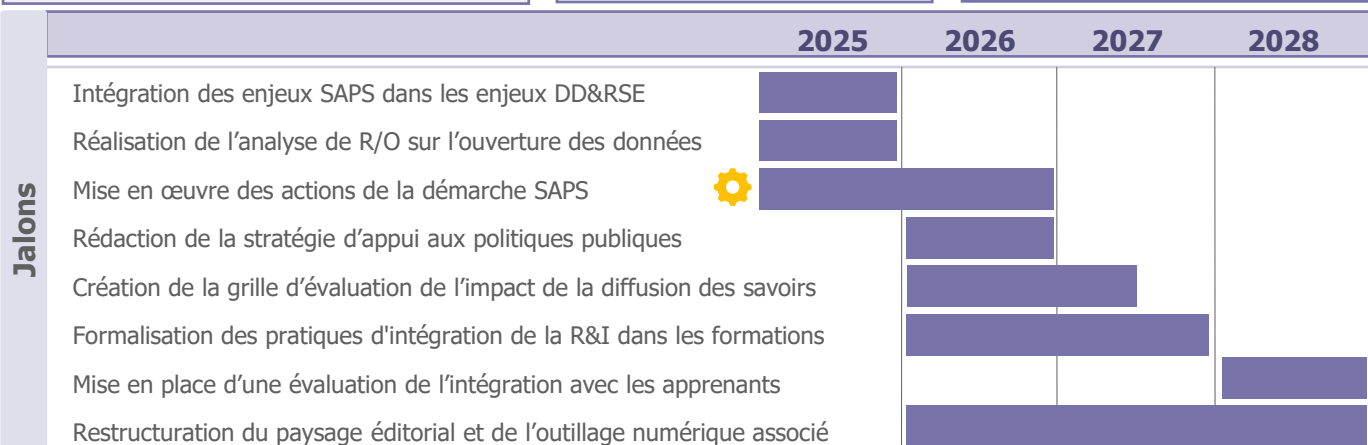 2025 2026 2027 2028
Jalons
Intégration des enjeux SAPS dans les enjeux DD&RSE
Réalisation de l’analyse de R/O sur l’ouverture des données
Mise en œuvre des actions de la démarche SAPS
Rédaction de la stratégie d’appui aux politiques publiques
Création de la grille d’évaluation de l’impact de la diffusion des savoirs
Formalisation des pratiques d'intégration de la R&I dans les formations
Mise en place d’une évaluation de l’intégration avec les apprenants
Restructuration du paysage éditorial et de l’outillage numérique associé